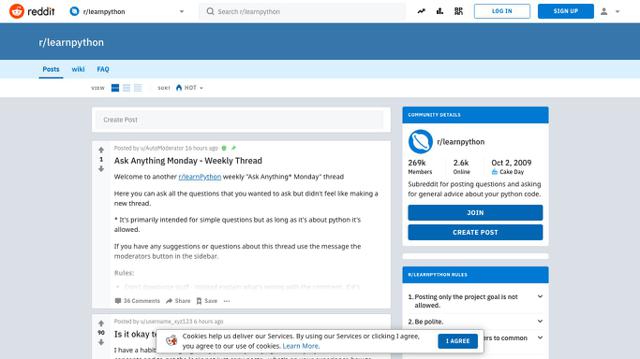 reddit
r/learnpython
Search r/learnpython
LOG IN
SIGN UP
r/learnpython
Posts
wiki
FAQ
VIEW
SORT
HOT
Create Post
Posted by u/AutoModerator 16 hours ago
1
Ask Anything Monday - Weekly Thread
Welcome to another r/learnPython weekly "Ask Anything* Monday" thread
Here you can ask all the questions that you wanted to ask but didn't feel like making a
new thread.
* It's primarily intended for simple questions but as long as it's about python it's
allowed.
If you have any suggestions or questions about this thread use the message the
moderators button in the sidebar.
Rules:
36 Comments
Share
Save
Posted by u/username_xyz123 6 hours ago
90
Is it okay to
I have a habit
COMMUNITY DETAILS
r/learnpython
269k
Members
2.6k
Online
Oct 2, 2009
Cake Day
Subreddit for posting questions and asking
for general advice about your python code.
JOIN
CREATE POST
R/LEARNPYTHON RULES
1. Posting only the project goal is not
allowed.
2. Be polite.
ers to common
Cookies help us deliver our Services. By using our Services or clicking I agree,
you agree to our use of cookies. Learn More.
I AGREE